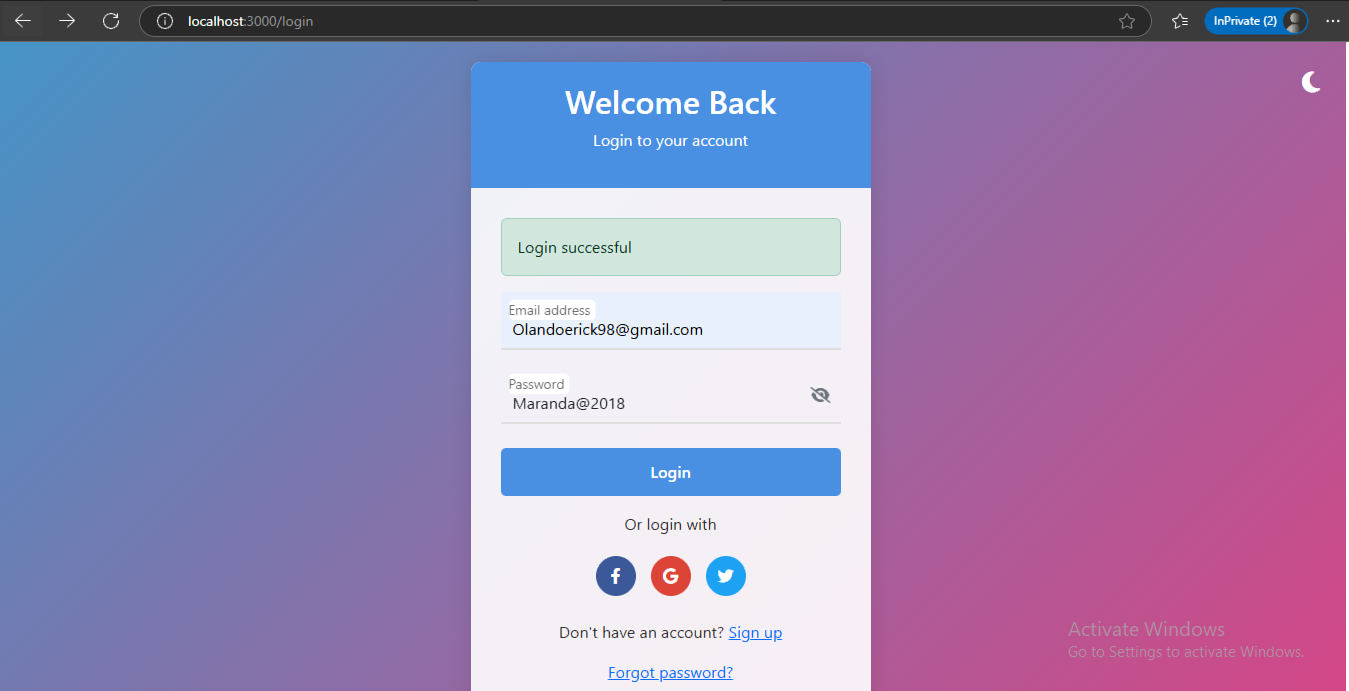 localhost:3000/login
InPrivate (2)
Welcome Back
Login to your account
Login successful
Email address
Olandoerick98@gmail.com
Password
Maranda@2018
Login
Or login with
Don't have an account? Sign up
Forgot password?
Activate Windows
Go to Settings to activate Windows.